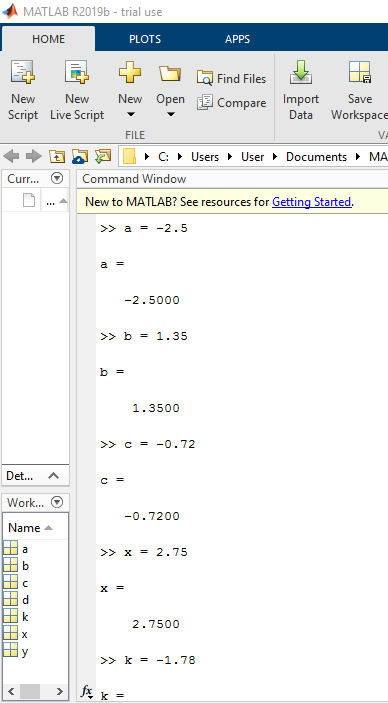 MATLAB R2019b - trial use
HOME PLOTS APPS
New Script
New Live Script
New
Open
Find Files
Compare
Import Data
Save Workspace
FILE
VA
C: Users User Documents MA
Curr...
Command Window
...
New to MATLAB? See resources for Getting Started.
>> a = -2.5
a =
-2.5000
>> b = 1.35
b =
1.3500
>> c = -0.72
c =
-0.7200
>> x = 2.75
x =
2.7500
>> k = -1.78
fx k =
Det...
Work...
Name
a
b
c
d
k
x
y